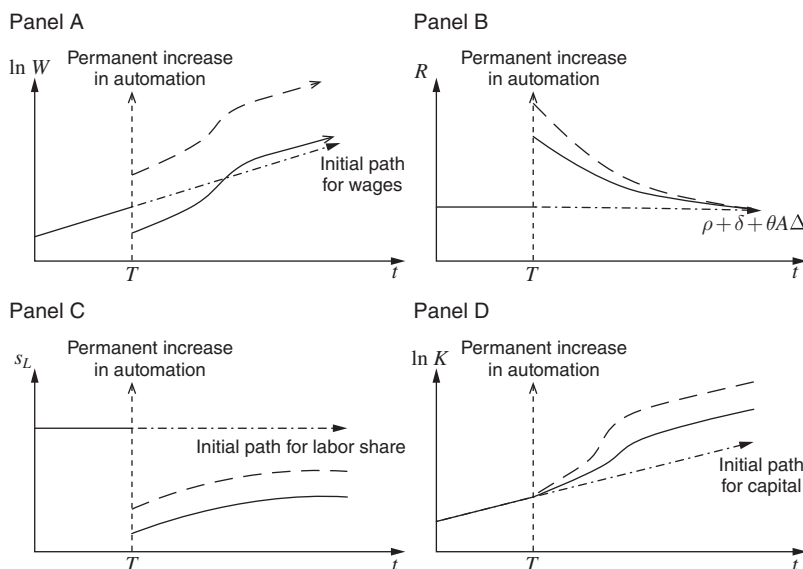 Panel A
Permanent increase
in automation
ln W
Initial path
for wages
T
t
Panel B
Permanent increase
in automation
R
ρ + δ + θAΔ
T
t
Panel C
Permanent increase
in automation
s_L
Initial path for labor share
T
t
Panel D
Permanent increase
in automation
ln K
Initial path
for capital
T
t